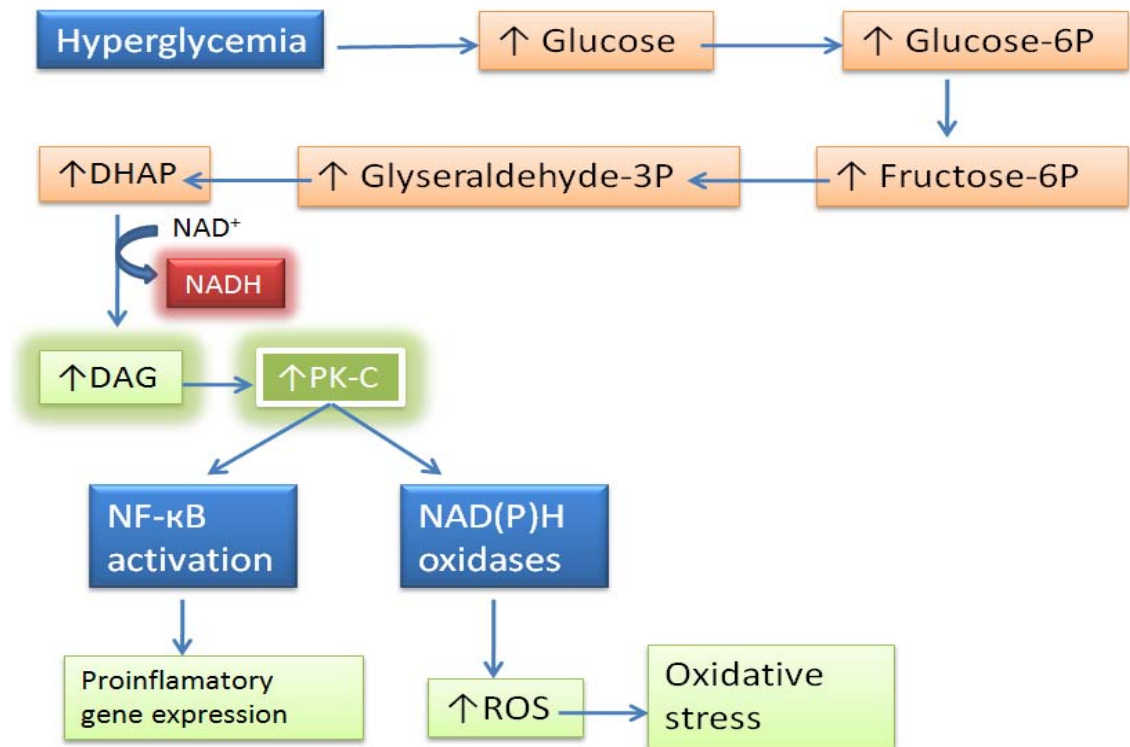 Hyperglycemia
↑ Glucose
↑ Glucose-6P
↑DHAP
↑ Glyseraldehyde-3P
↑ Fructose-6P
NAD⁺
NADH
↑DAG
↑PK-C
NF-κB
activation
NAD(P)H
oxidases
Proinflamatory
gene expression
↑ROS
Oxidative
stress